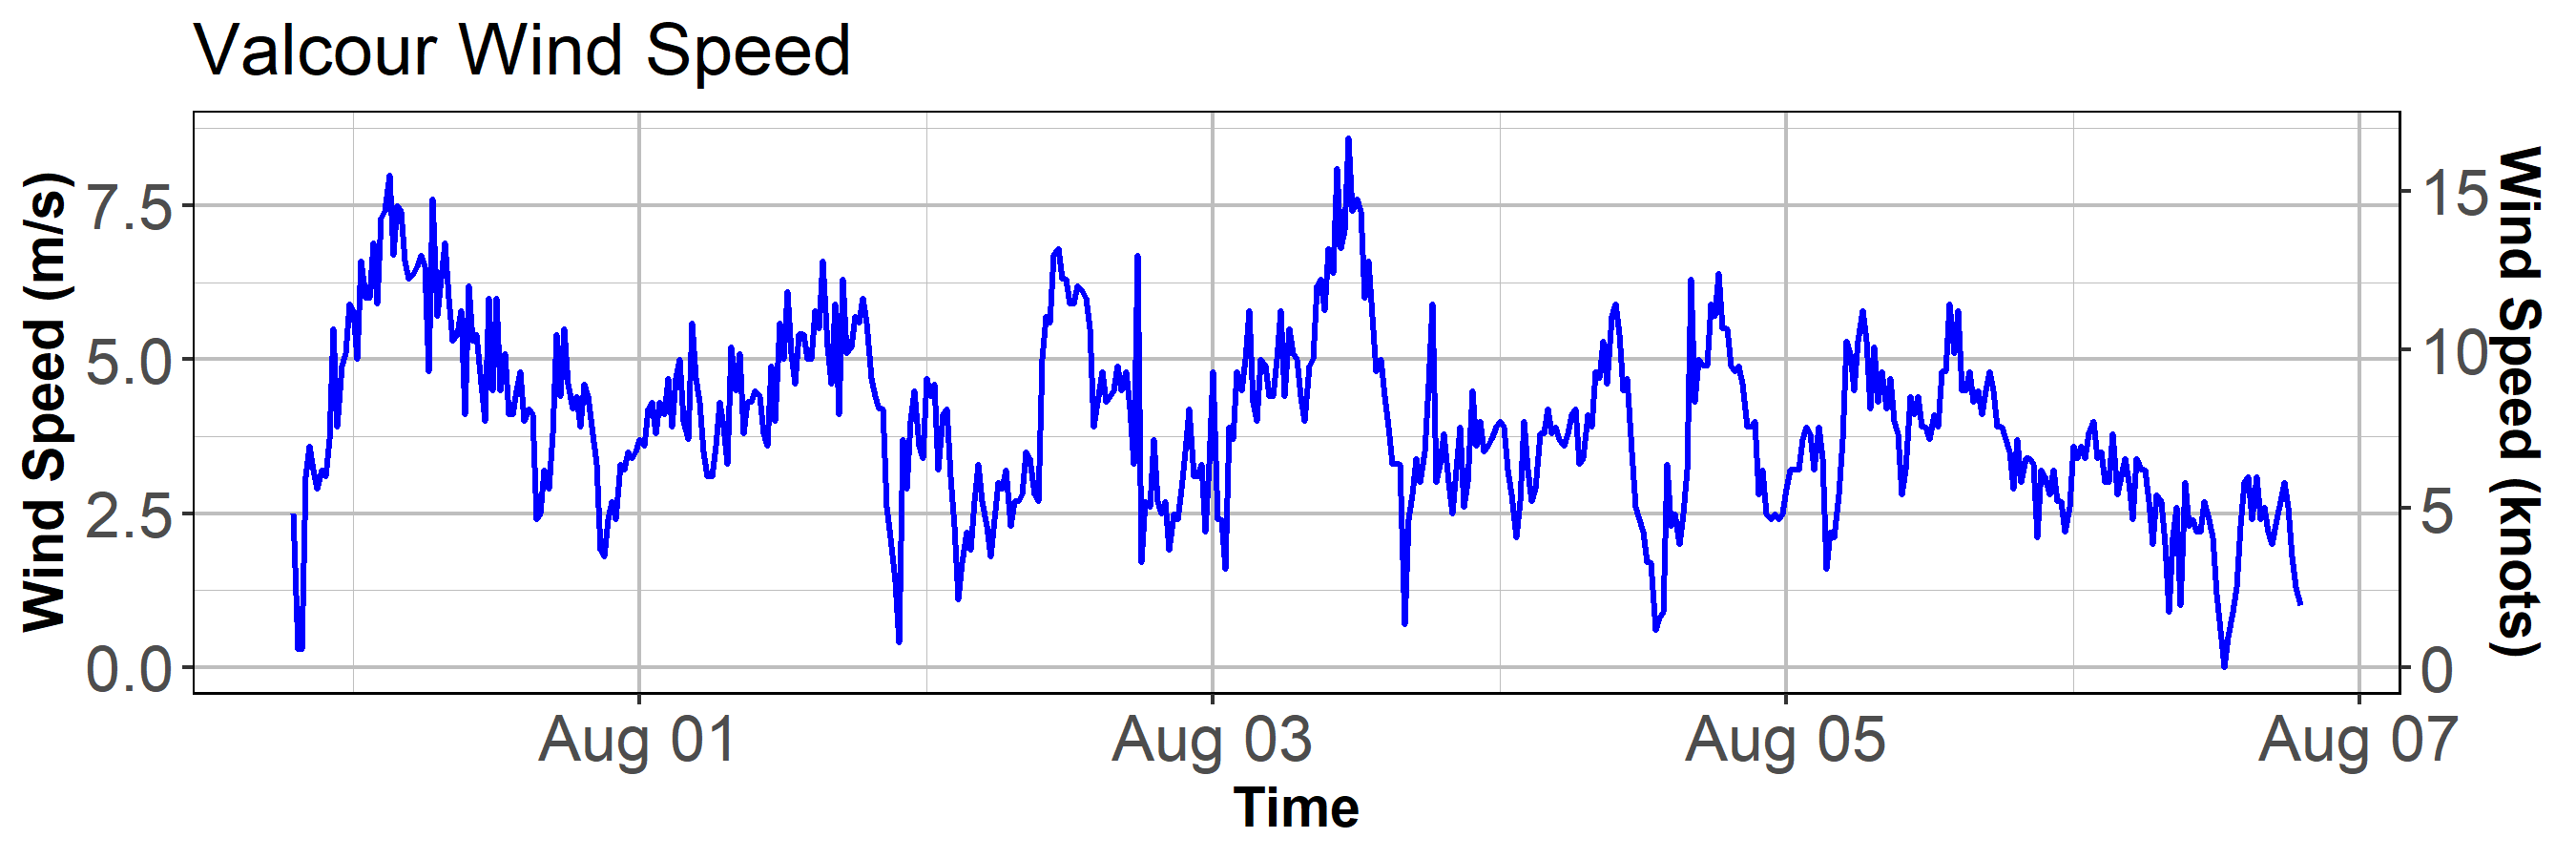 Valcour Wind Speed
Wind Speed (m/s)
7.5
5.0
2.5
0.0
15
10
5
0
Wind Speed (knots)
Aug 01
Aug 03
Aug 05
Aug 07
Time